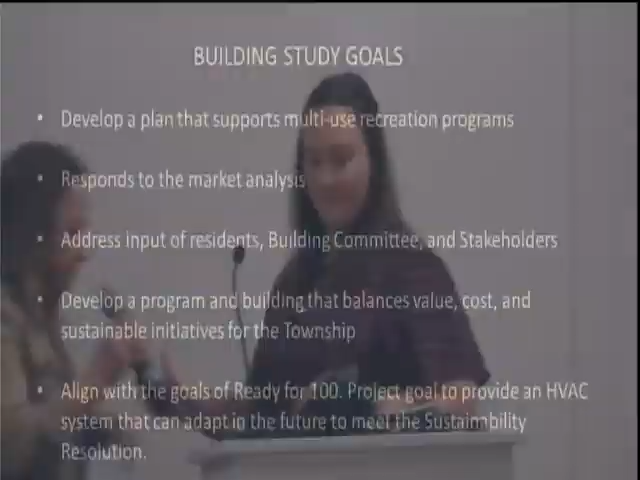 BUILDING STUDY GOALS
• Develop a plan that supports multi-use recreation programs
• Responds to the market analysis
• Address input of residents, Building Committee, and Stakeholders
• Develop a program and building that balances value, cost, and
sustainable initiatives for the Township
• Align with the goals of Ready for 100. Project goal to provide an HVAC
system that can adapt in the future to meet the Sustainability
Resolution.